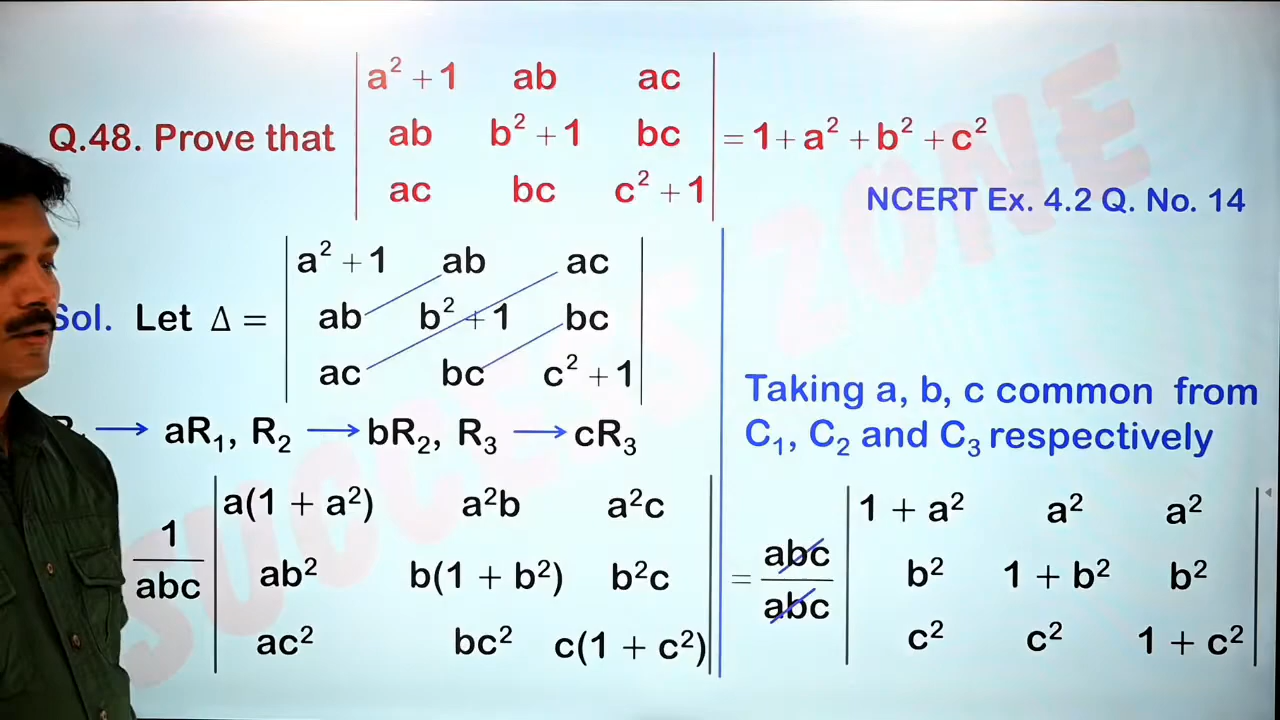 Q.48. Prove that | a² + 1 ab ac |
| ab b² + 1 bc | = 1 + a² + b² + c²
| ac bc c² + 1 |
NCERT Ex. 4.2 Q. No. 14
Sol. Let Δ = | a² + 1 ab ac |
| ab b² + 1 bc |
| ac bc c² + 1 |
→ aR₁, R₂ → bR₂, R₃ → cR₃
1/abc | a(1 + a²) a²b a²c |
| ab² b(1 + b²) b²c |
| ac² bc² c(1 + c²) |
Taking a, b, c common from
C₁, C₂ and C₃ respectively
= abc/abc | 1 + a² a² a² |
| b² 1 + b² b² |
| c² c² 1 + c² |
SUCCESS ZONE